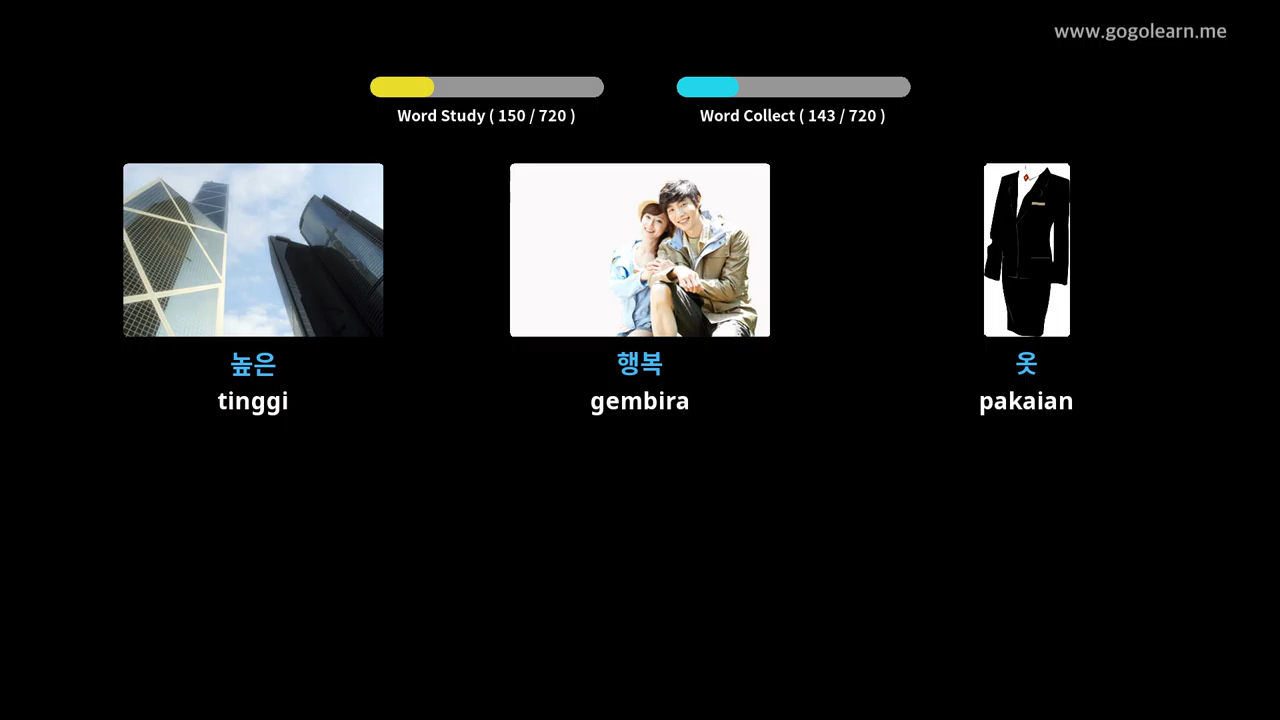 www.gogolearn.me
Word Study ( 150 / 720 )
Word Collect ( 143 / 720 )
높은
행복
옷
tinggi
gembira
pakaian